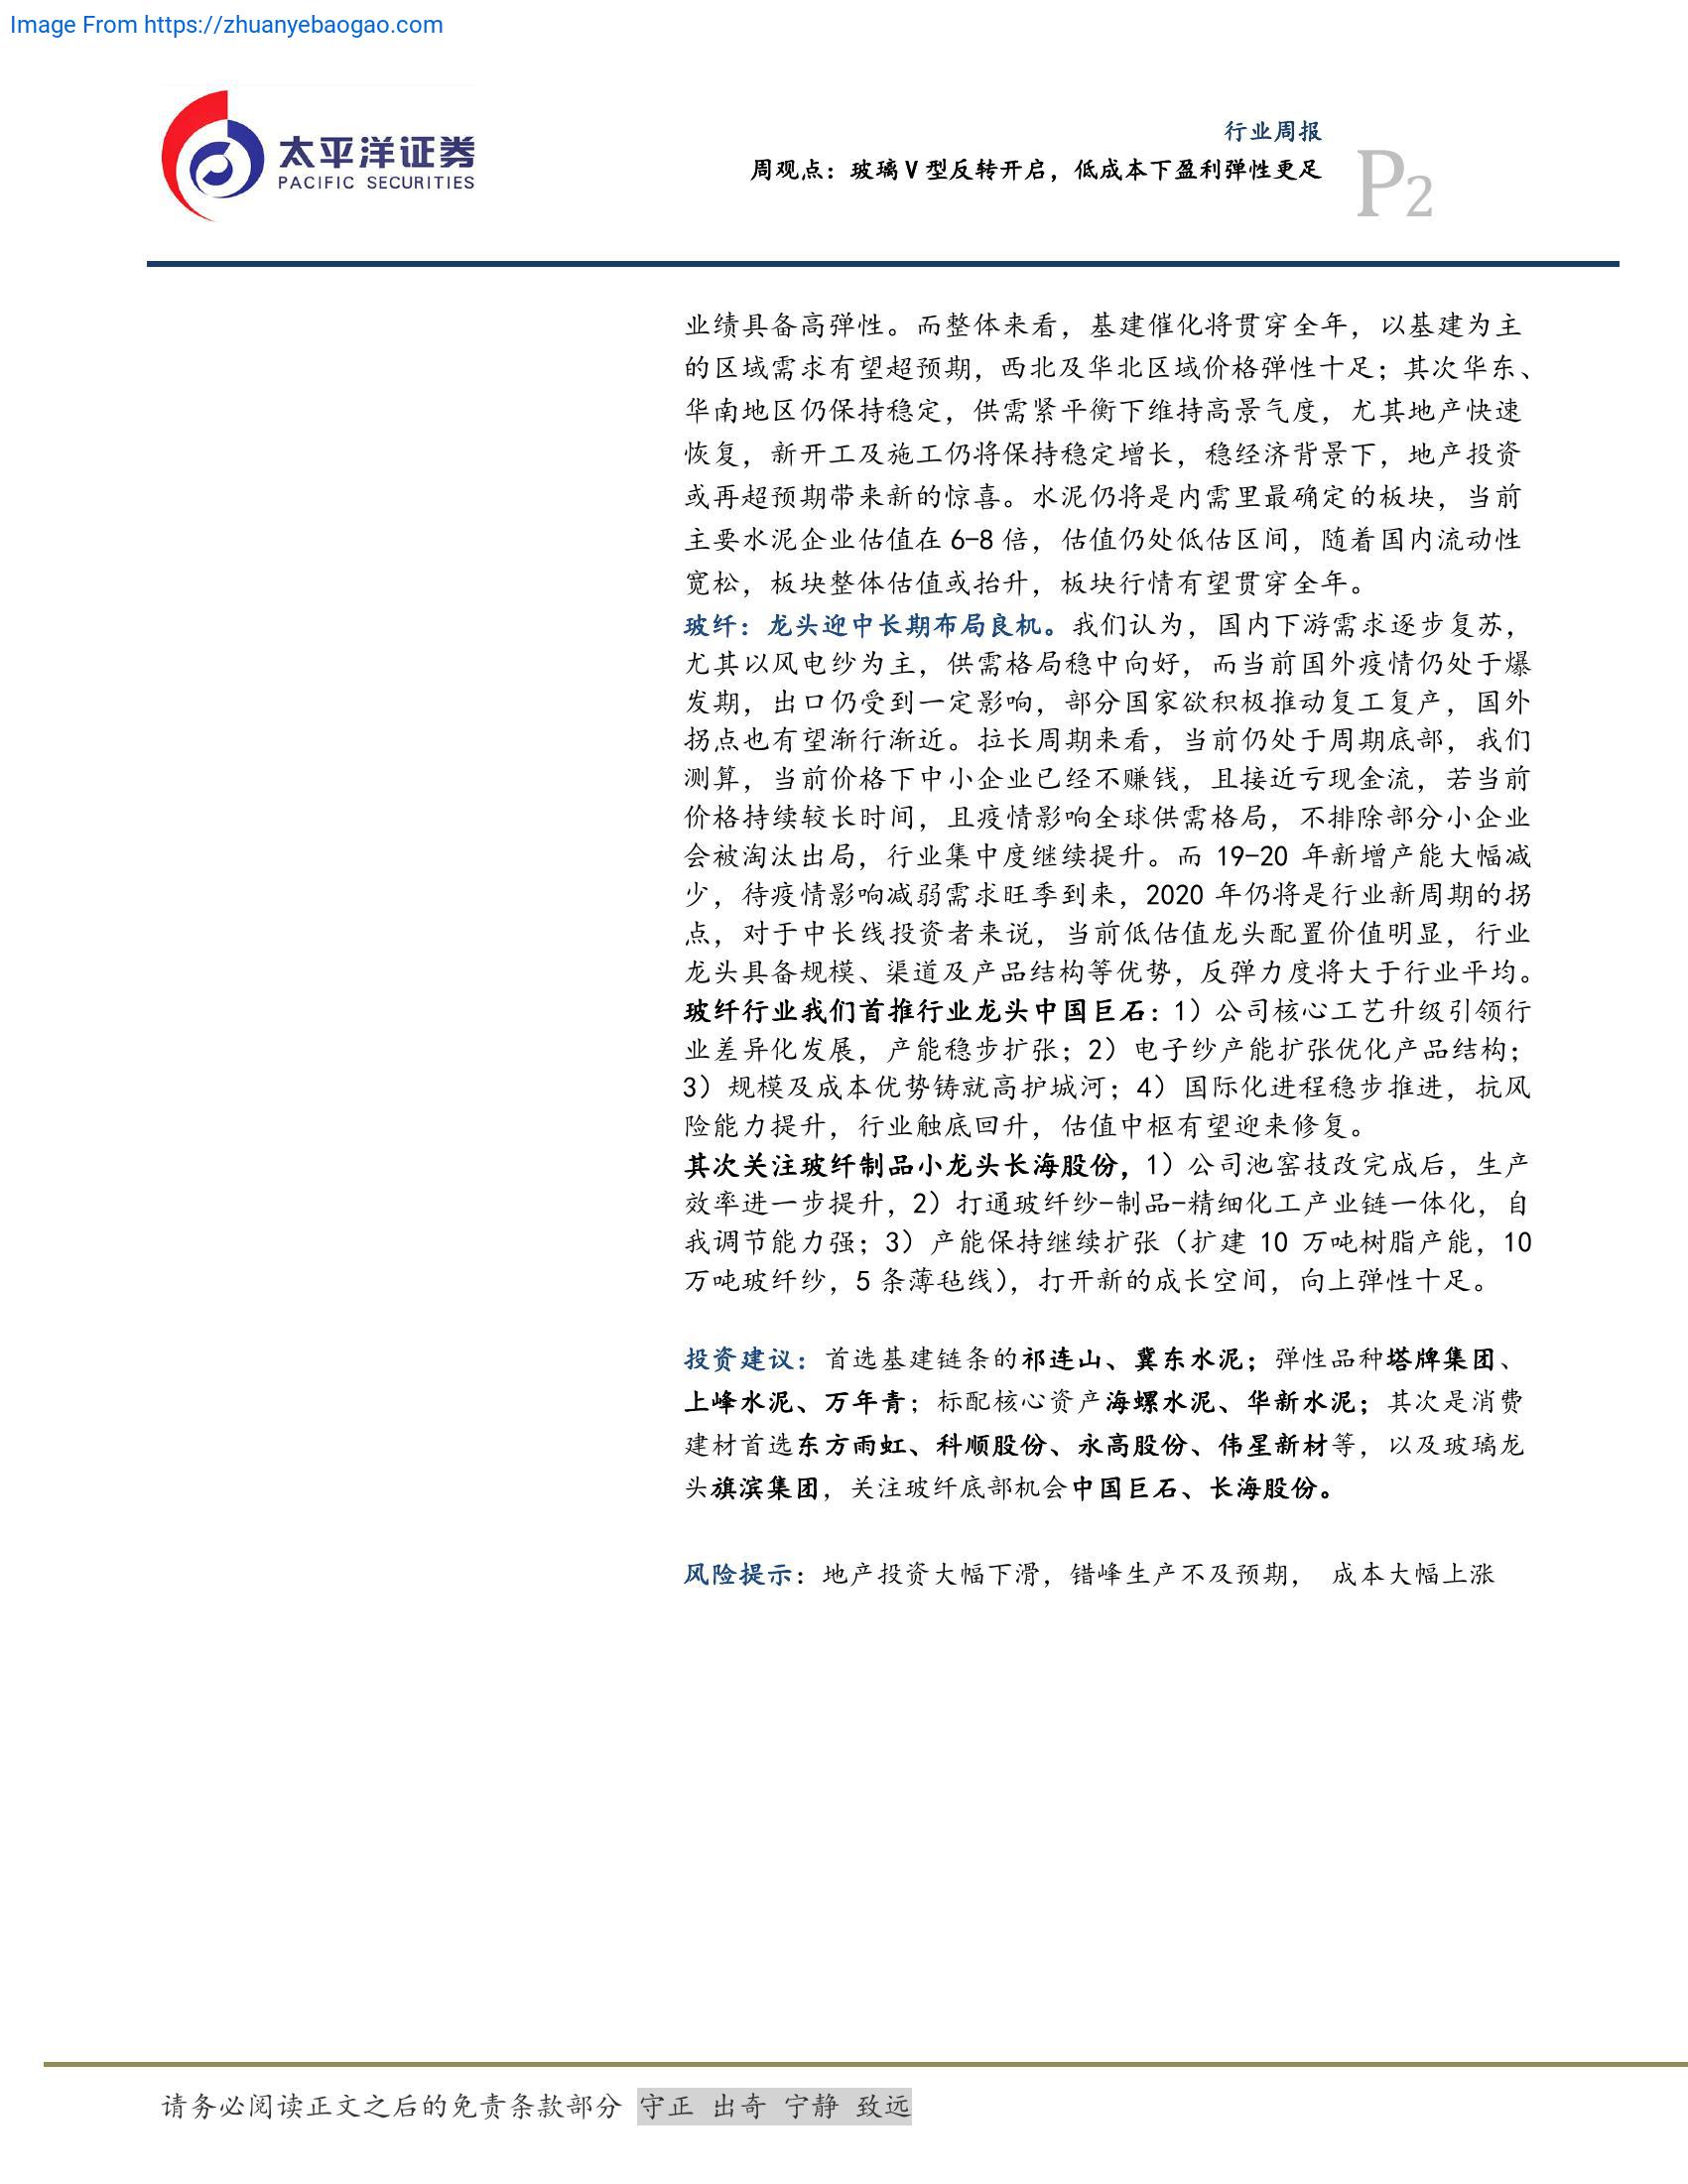 Image From https://zhuanyebaogao.com
太平洋证券
PACIFIC SECURITIES
行业周报
周观点：玻璃V型反转开启，低成本下盈利弹性更足
P2
业绩具备高弹性。而整体来看，基建催化将贯穿全年，以基建为主
的区域需求有望超预期，西北及华北区域价格弹性十足；其次华东、
华南地区仍保持稳定，供需紧平衡下维持高景气度，尤其地产快速
恢复，新开工及施工仍将保持稳定增长，稳经济背景下，地产投资
或再超预期带来新的惊喜。水泥仍将是内需里最确定的板块，当前
主要水泥企业估值在 6-8 倍，估值仍处低估区间，随着国内流动性
宽松，板块整体估值或抬升，板块行情有望贯穿全年。
玻纤：龙头迎中长期布局良机。我们认为，国内下游需求逐步复苏，
尤其以风电纱为主，供需格局稳中向好，而当前国外疫情仍处于爆
发期，出口仍受到一定影响，部分国家欲积极推动复工复产，国外
拐点也有望渐行渐近。拉长周期来看，当前仍处于周期底部，我们
测算，当前价格下中小企业已经不赚钱，且接近亏现金流，若当前
价格持续较长时间，且疫情影响全球供需格局，不排除部分小企业
会被淘汰出局，行业集中度继续提升。而 19-20 年新增产能大幅减
少，待疫情影响减弱需求旺季到来，2020 年仍将是行业新周期的拐
点，对于中长线投资者来说，当前低估值龙头配置价值明显，行业
龙头具备规模、渠道及产品结构等优势，反弹力度将大于行业平均。
玻纤行业我们首推行业龙头中国巨石：1）公司核心工艺升级引领行
业差异化发展，产能稳步扩张；2）电子纱产能扩张优化产品结构；
3）规模及成本优势铸就高护城河；4）国际化进程稳步推进，抗风
险能力提升，行业触底回升，估值中枢有望迎来修复。
其次关注玻纤制品小龙头长海股份，1）公司池窑技改完成后，生产
效率进一步提升，2）打通玻纤纱-制品-精细化工产业链一体化，自
我调节能力强；3）产能保持继续扩张（扩建 10 万吨树脂产能，10
万吨玻纤纱，5 条薄毡线），打开新的成长空间，向上弹性十足。
投资建议：首选基建链条的祁连山、冀东水泥；弹性品种塔牌集团、
上峰水泥、万年青；标配核心资产海螺水泥、华新水泥；其次是消费
建材首选东方雨虹、科顺股份、永高股份、伟星新材等，以及玻璃龙
头旗滨集团，关注玻纤底部机会中国巨石、长海股份。
风险提示：地产投资大幅下滑，错峰生产不及预期， 成本大幅上涨
请务必阅读正文之后的免责条款部分 守正 出奇 宁静 致远